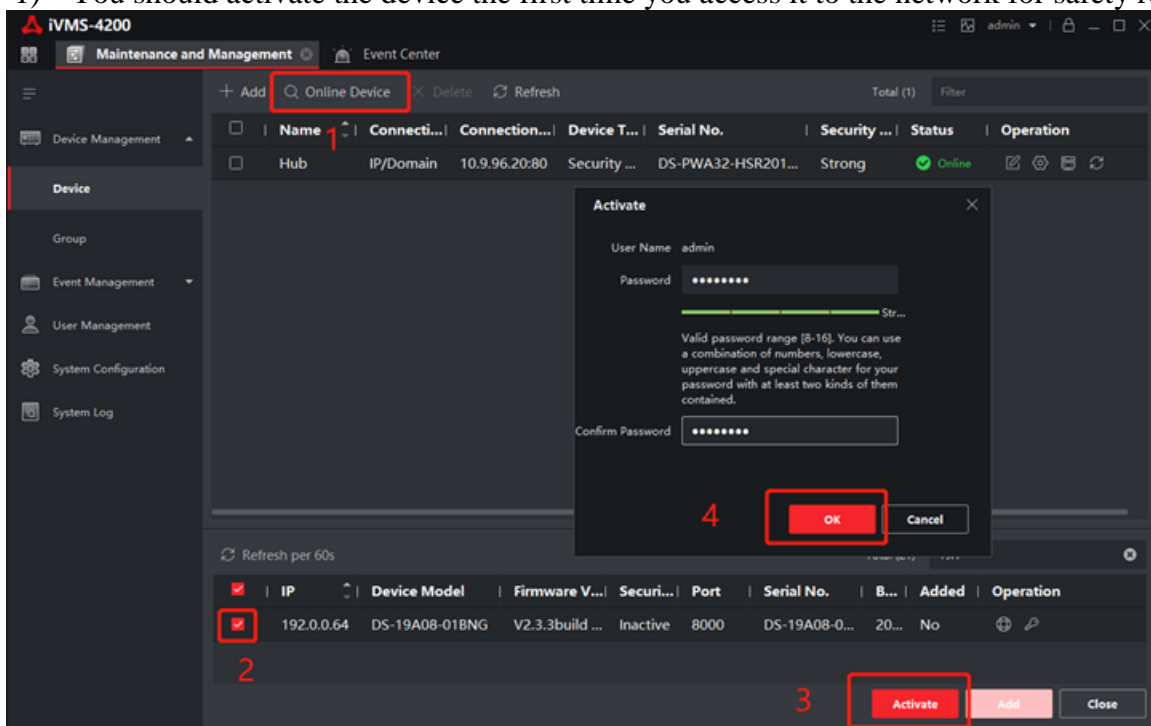 1) You should activate the device the first time you access it to the network for safety
iVMS-4200
admin
Maintenance and Management
Event Center
+ Add Online Device Delete Refresh Total (1) Filter
1
Device Management
Name Connecti... Connection... Device T... Serial No. Security ... Status Operation
Hub IP/Domain 10.9.96.20:80 Security ... DS-PWA32-HSR201... Strong Online
Device
Activate
User Name admin
Group
Password ••••••••
Event Management
Str...
User Management
Valid password range [8-16]. You can use
a combination of numbers, lowercase,
uppercase and special character for your
password with at least two kinds of them
contained.
System Configuration
System Log
Confirm Password ••••••••
4
OK Cancel
Refresh per 60s
IP Device Model Firmware V... Securi... Port Serial No. B... Added Operation
192.0.0.64 DS-19A08-01BNG V2.3.3build ... Inactive 8000 DS-19A08-0... 20... No
2
3
Activate Add Close